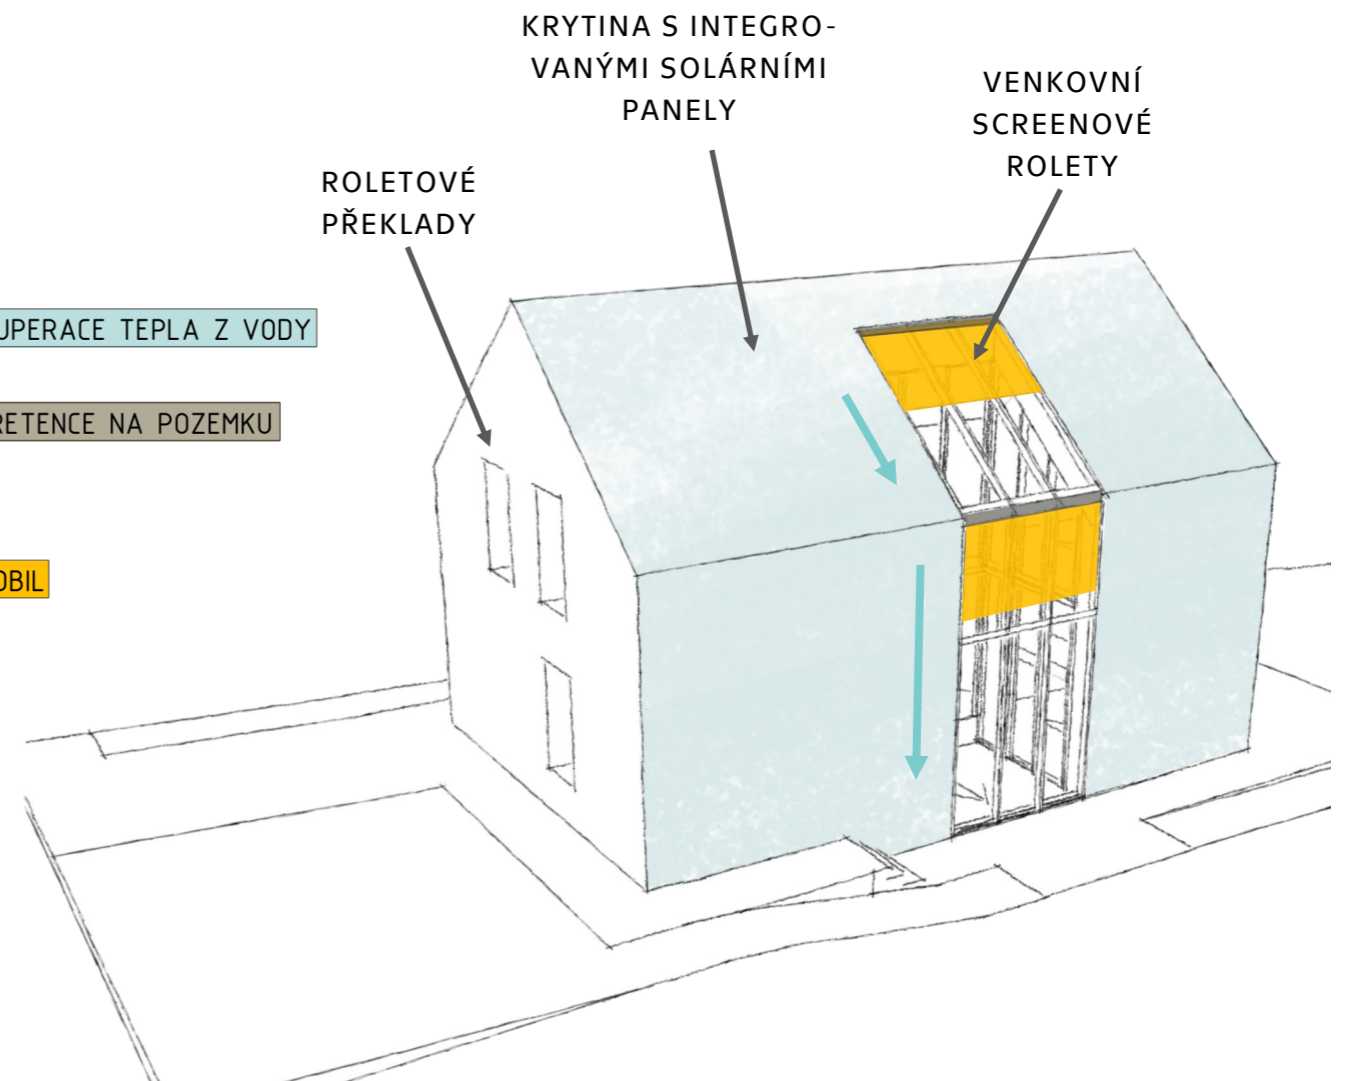 KRYTINA S INTEGRO-
VANÝMI SOLÁRNÍMI
PANELY
VENKOVNÍ
SCREENOVÉ
ROLETY
ROLETOVÉ
PŘEKLADY
UPERACE TEPLA Z VODY
RETENCE NA POZEMKU
OBIL